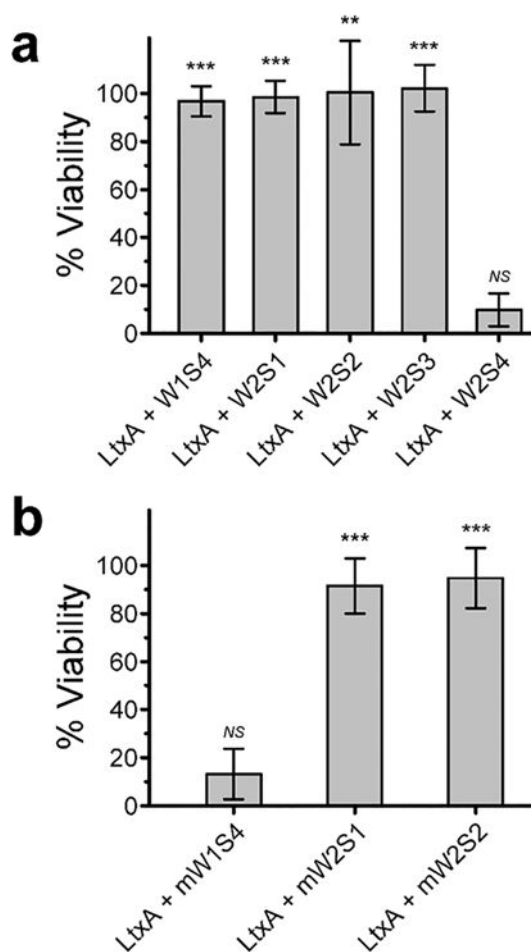 a
*** *** ** *** NS
% Viability
100
80
60
40
20
0
LtxA + W1S4
LtxA + W2S1
LtxA + W2S2
LtxA + W2S3
LtxA + W2S4
b
NS *** ***
% Viability
100
80
60
40
20
0
LtxA + mW1S4
LtxA + mW2S1
LtxA + mW2S2